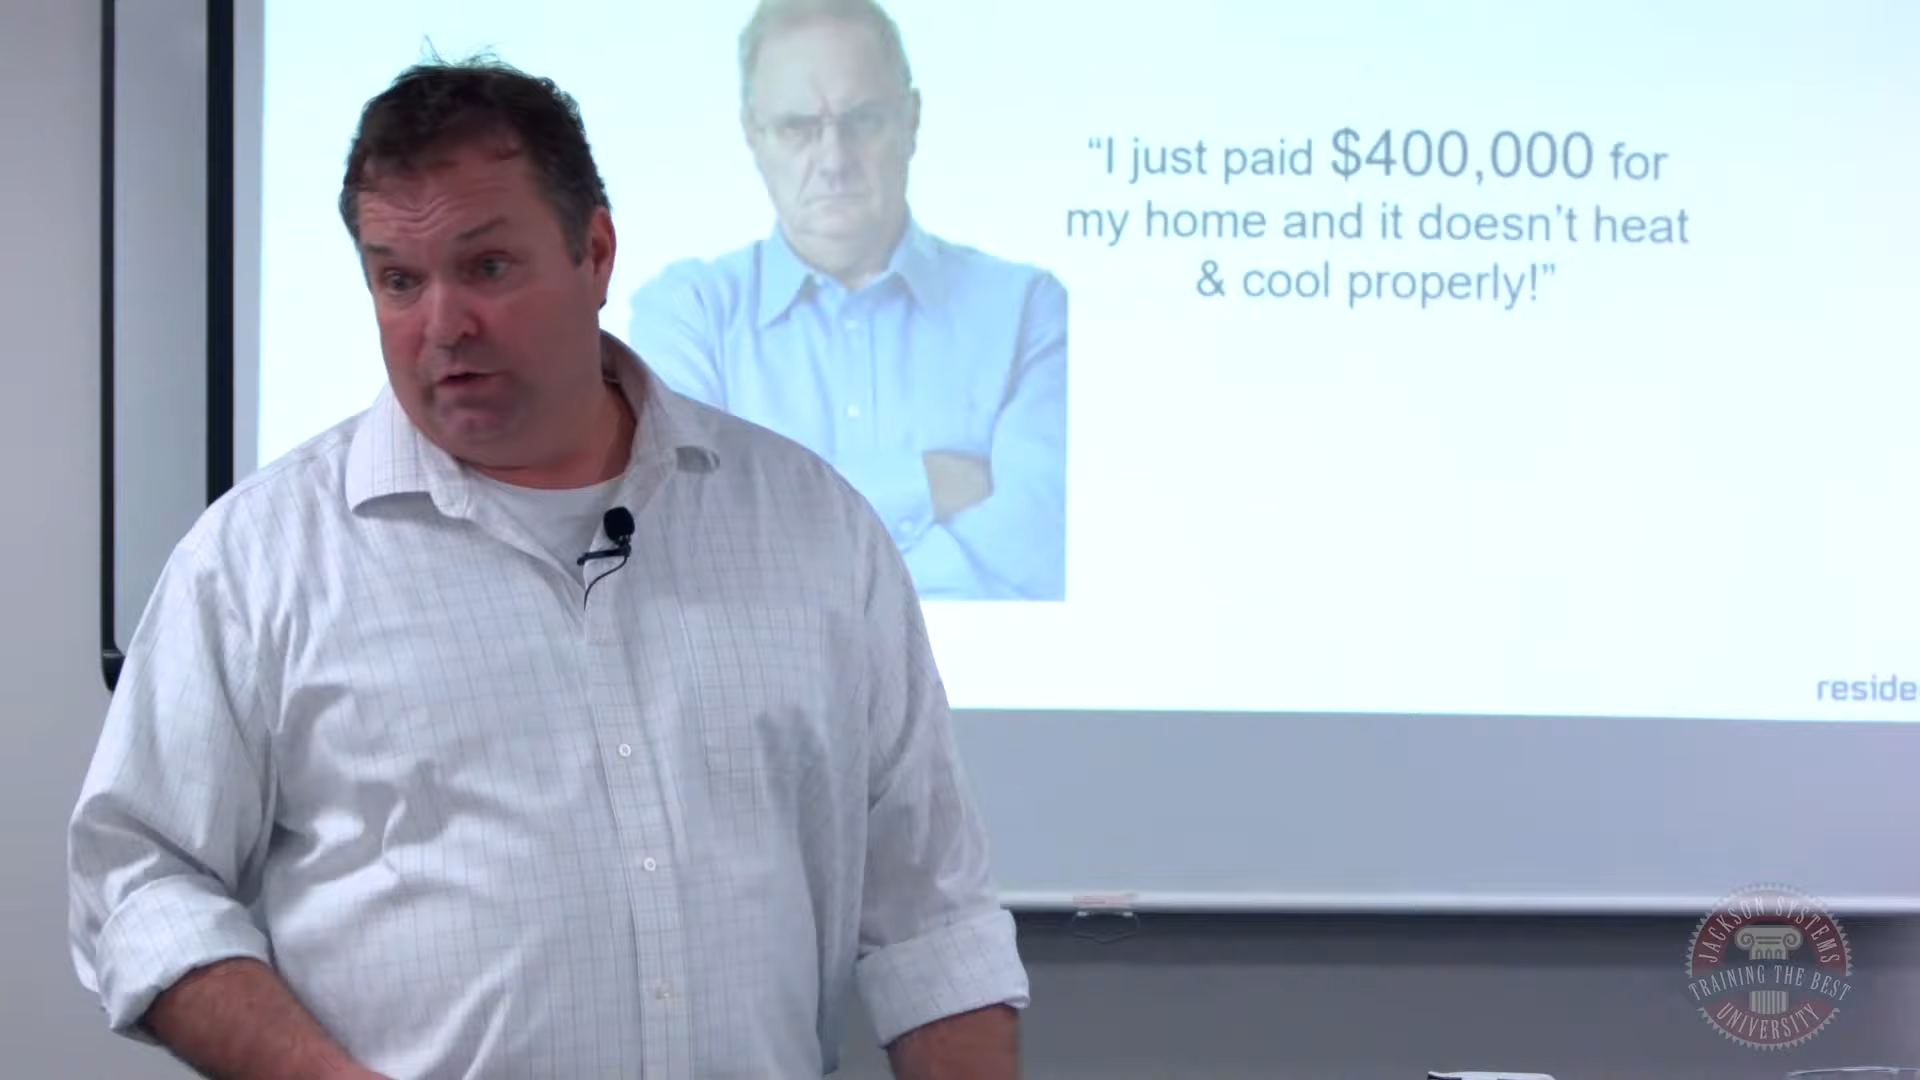 “I just paid $400,000 for
my home and it doesn’t heat
& cool properly!”
reside
JACKSON SYSTEMS
TRAINING THE BEST
UNIVERSITY